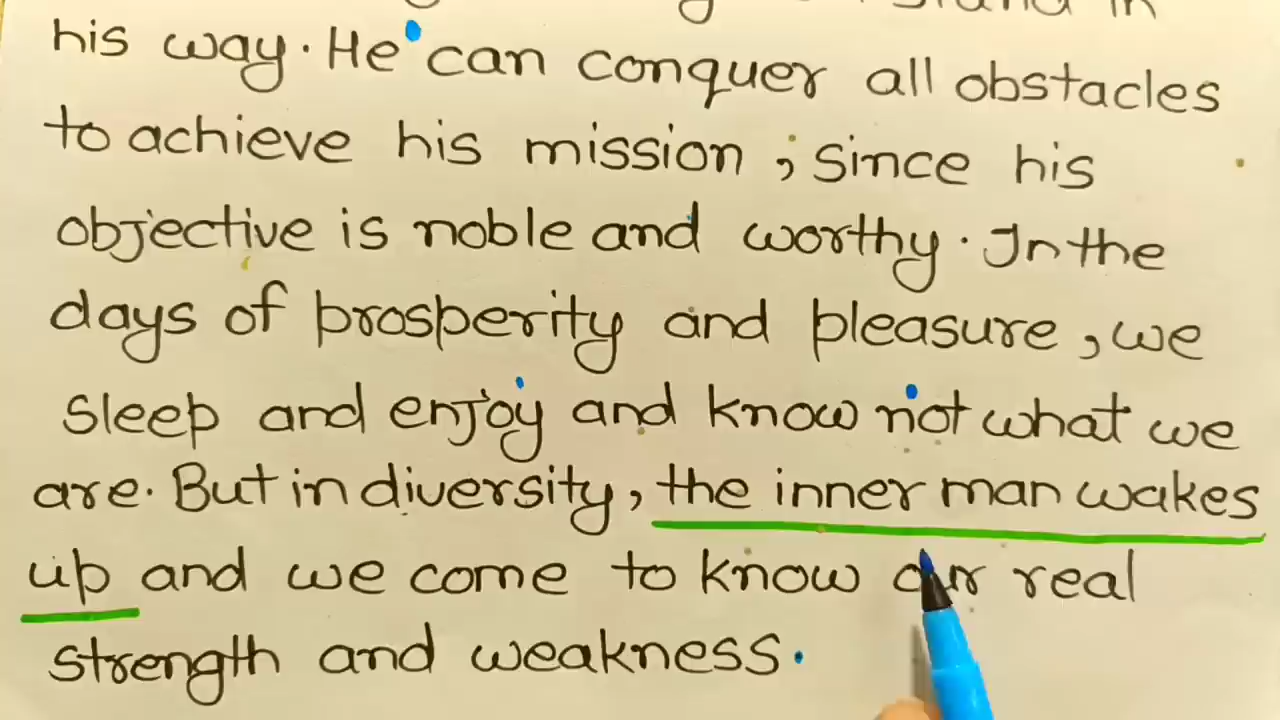 stand in
his way. He can conquer all obstacles
to achieve his mission, since his
objective is noble and worthy. In the
days of prosperity and pleasure, we
sleep and enjoy and know not what we
are. But in diversity, the inner man wakes
up and we come to know our real
strength and weakness.